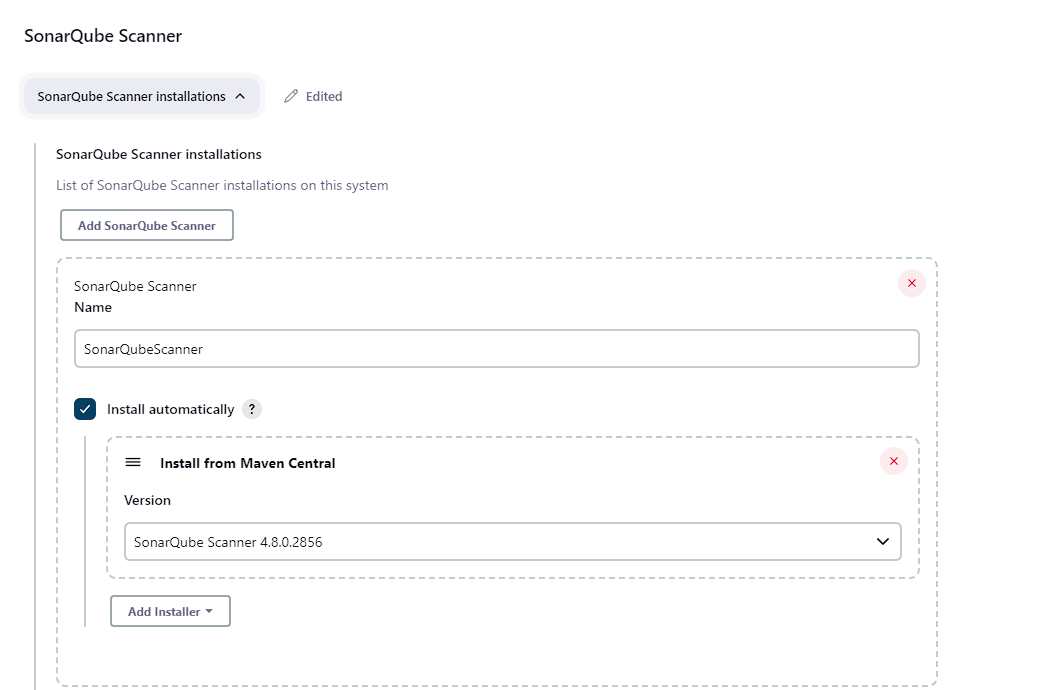 SonarQube Scanner
SonarQube Scanner installations
Edited
SonarQube Scanner installations
List of SonarQube Scanner installations on this system
Add SonarQube Scanner
SonarQube Scanner
Name
SonarQubeScanner
Install automatically ?
Install from Maven Central
Version
SonarQube Scanner 4.8.0.2856
Add Installer